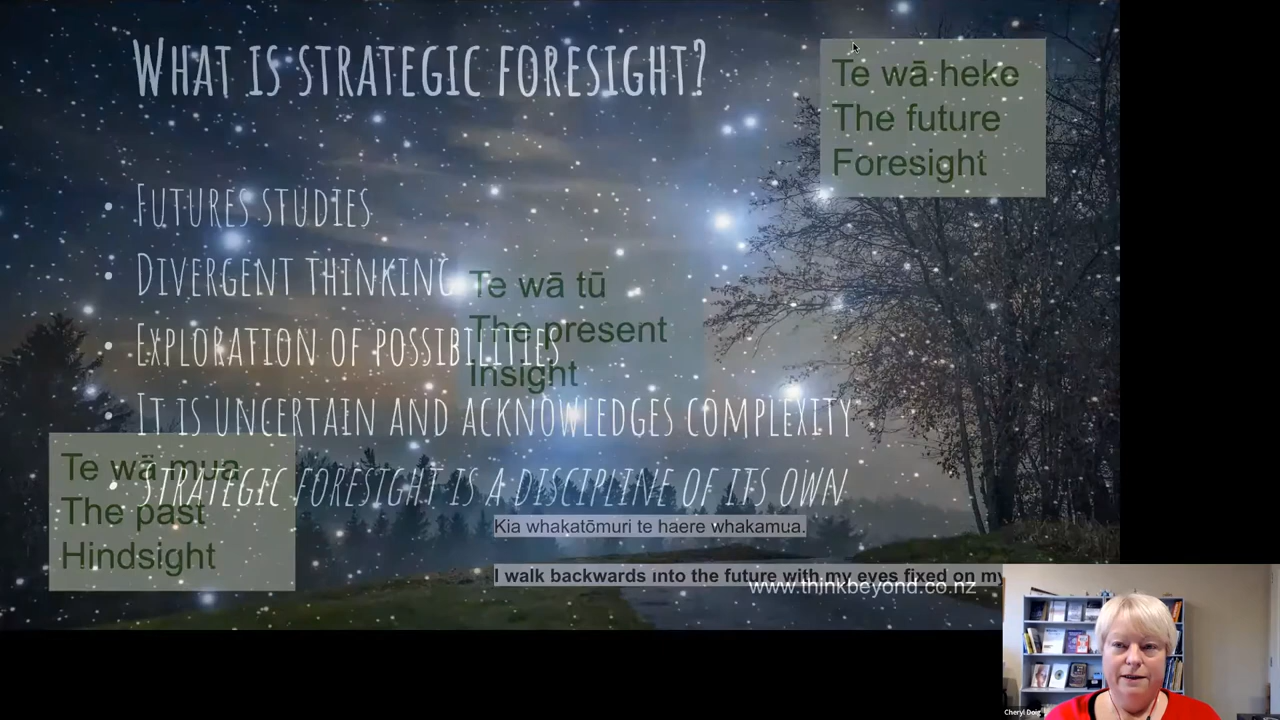 What is strategic foresight?
Te wā heke
The future
Foresight
• Futures studies
• Divergent thinking
Te wā tū
The present
Insight
• Exploration of possibilities
• It is uncertain and acknowledges complexity
• Strategic foresight is a discipline of its own
Te wā mua
The past
Hindsight
Kia whakatōmuri te haere whakamua.
I walk backwards into the future with my eyes fixed on my
www.thinkbeyond.co.nz
Cheryl Doig